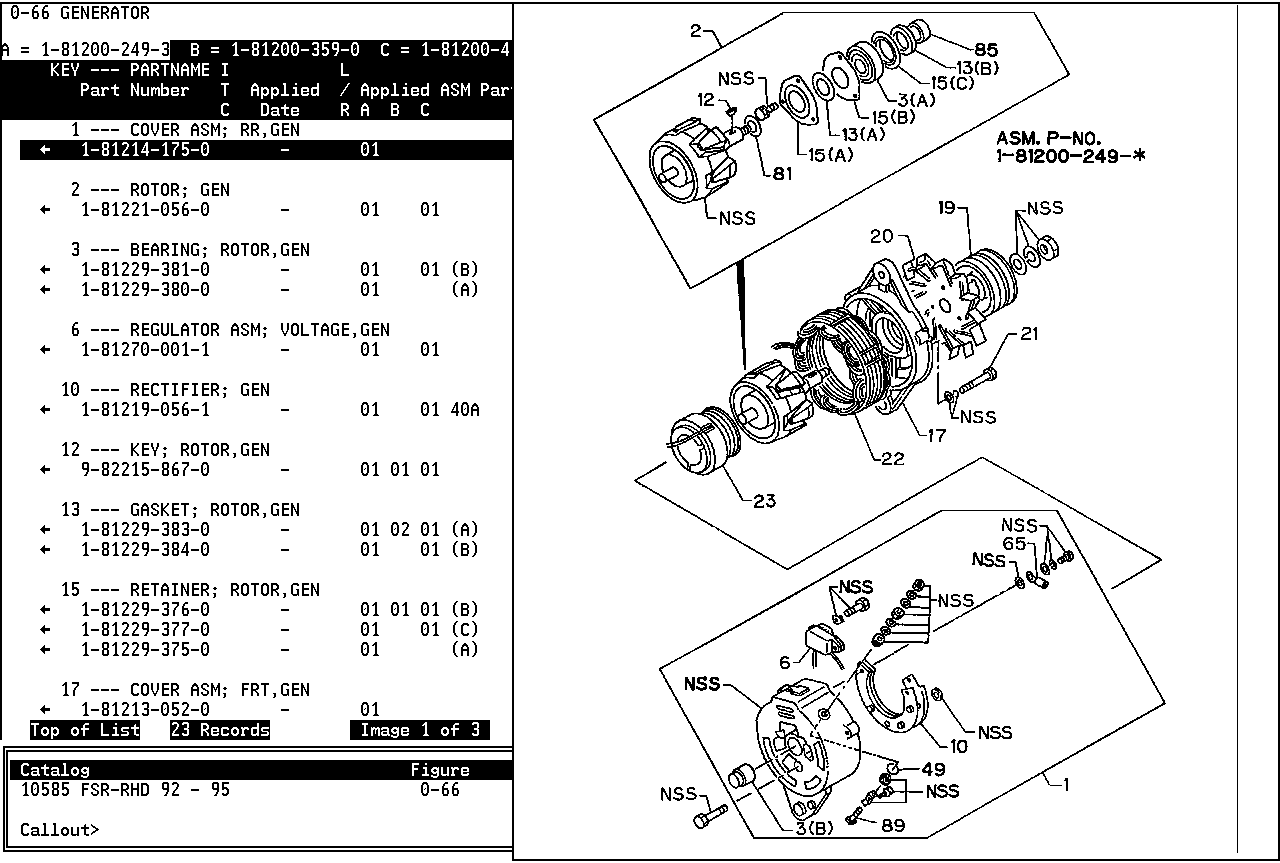 0-66 GENERATOR
A = 1-81200-249-3 B = 1-81200-359-0 C = 1-81200-4
KEY --- PARTNAME I L
Part Number T Applied / Applied ASM Par
C Date R A B C
1 --- COVER ASM; RR,GEN
← 1-81214-175-0 - 01
2 --- ROTOR; GEN
← 1-81221-056-0 - 01 01
3 --- BEARING; ROTOR,GEN
← 1-81229-381-0 - 01 01 (B)
← 1-81229-380-0 - 01 (A)
6 --- REGULATOR ASM; VOLTAGE,GEN
← 1-81270-001-1 - 01 01
10 --- RECTIFIER; GEN
← 1-81219-056-1 - 01 01 40A
12 --- KEY; ROTOR,GEN
← 9-82215-867-0 - 01 01 01
13 --- GASKET; ROTOR,GEN
← 1-81229-383-0 - 01 02 01 (A)
← 1-81229-384-0 - 01 01 (B)
15 --- RETAINER; ROTOR,GEN
← 1-81229-376-0 - 01 01 01 (B)
← 1-81229-377-0 - 01 01 (C)
← 1-81229-375-0 - 01 (A)
17 --- COVER ASM; FRT,GEN
← 1-81213-052-0 - 01
Top of List 23 Records Image 1 of 3
Catalog Figure
10585 FSR-RHD 92 - 95 0-66
Callout>
2
85
13(B)
15(C)
3(A)
15(B)
13(A)
15(A)
NSS
12
81
NSS
ASM. P-NO.
1-81200-249-*
19
NSS
20
21
NSS
17
22
23
NSS
65
NSS
NSS
NSS
6
NSS
NSS
10
49
NSS
1
NSS
3(B)
89